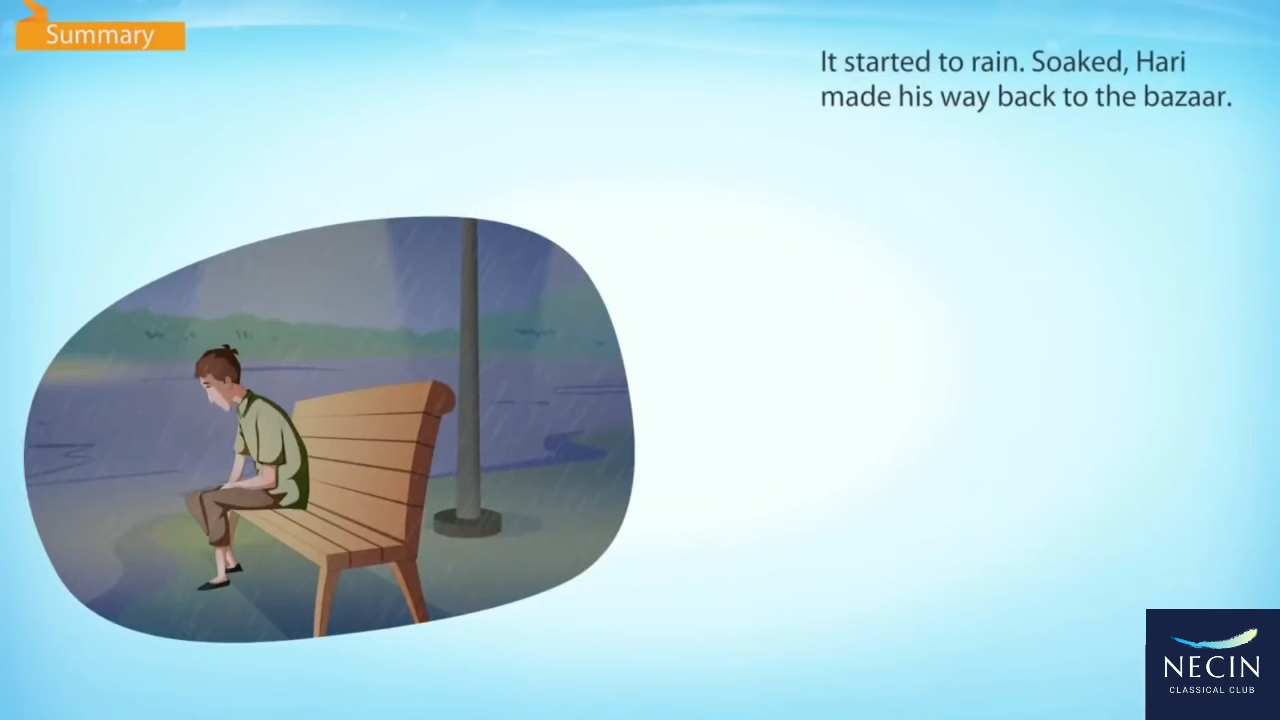 Summary
It started to rain. Soaked, Hari
made his way back to the bazaar.
NECIN
CLASSICAL CLUB